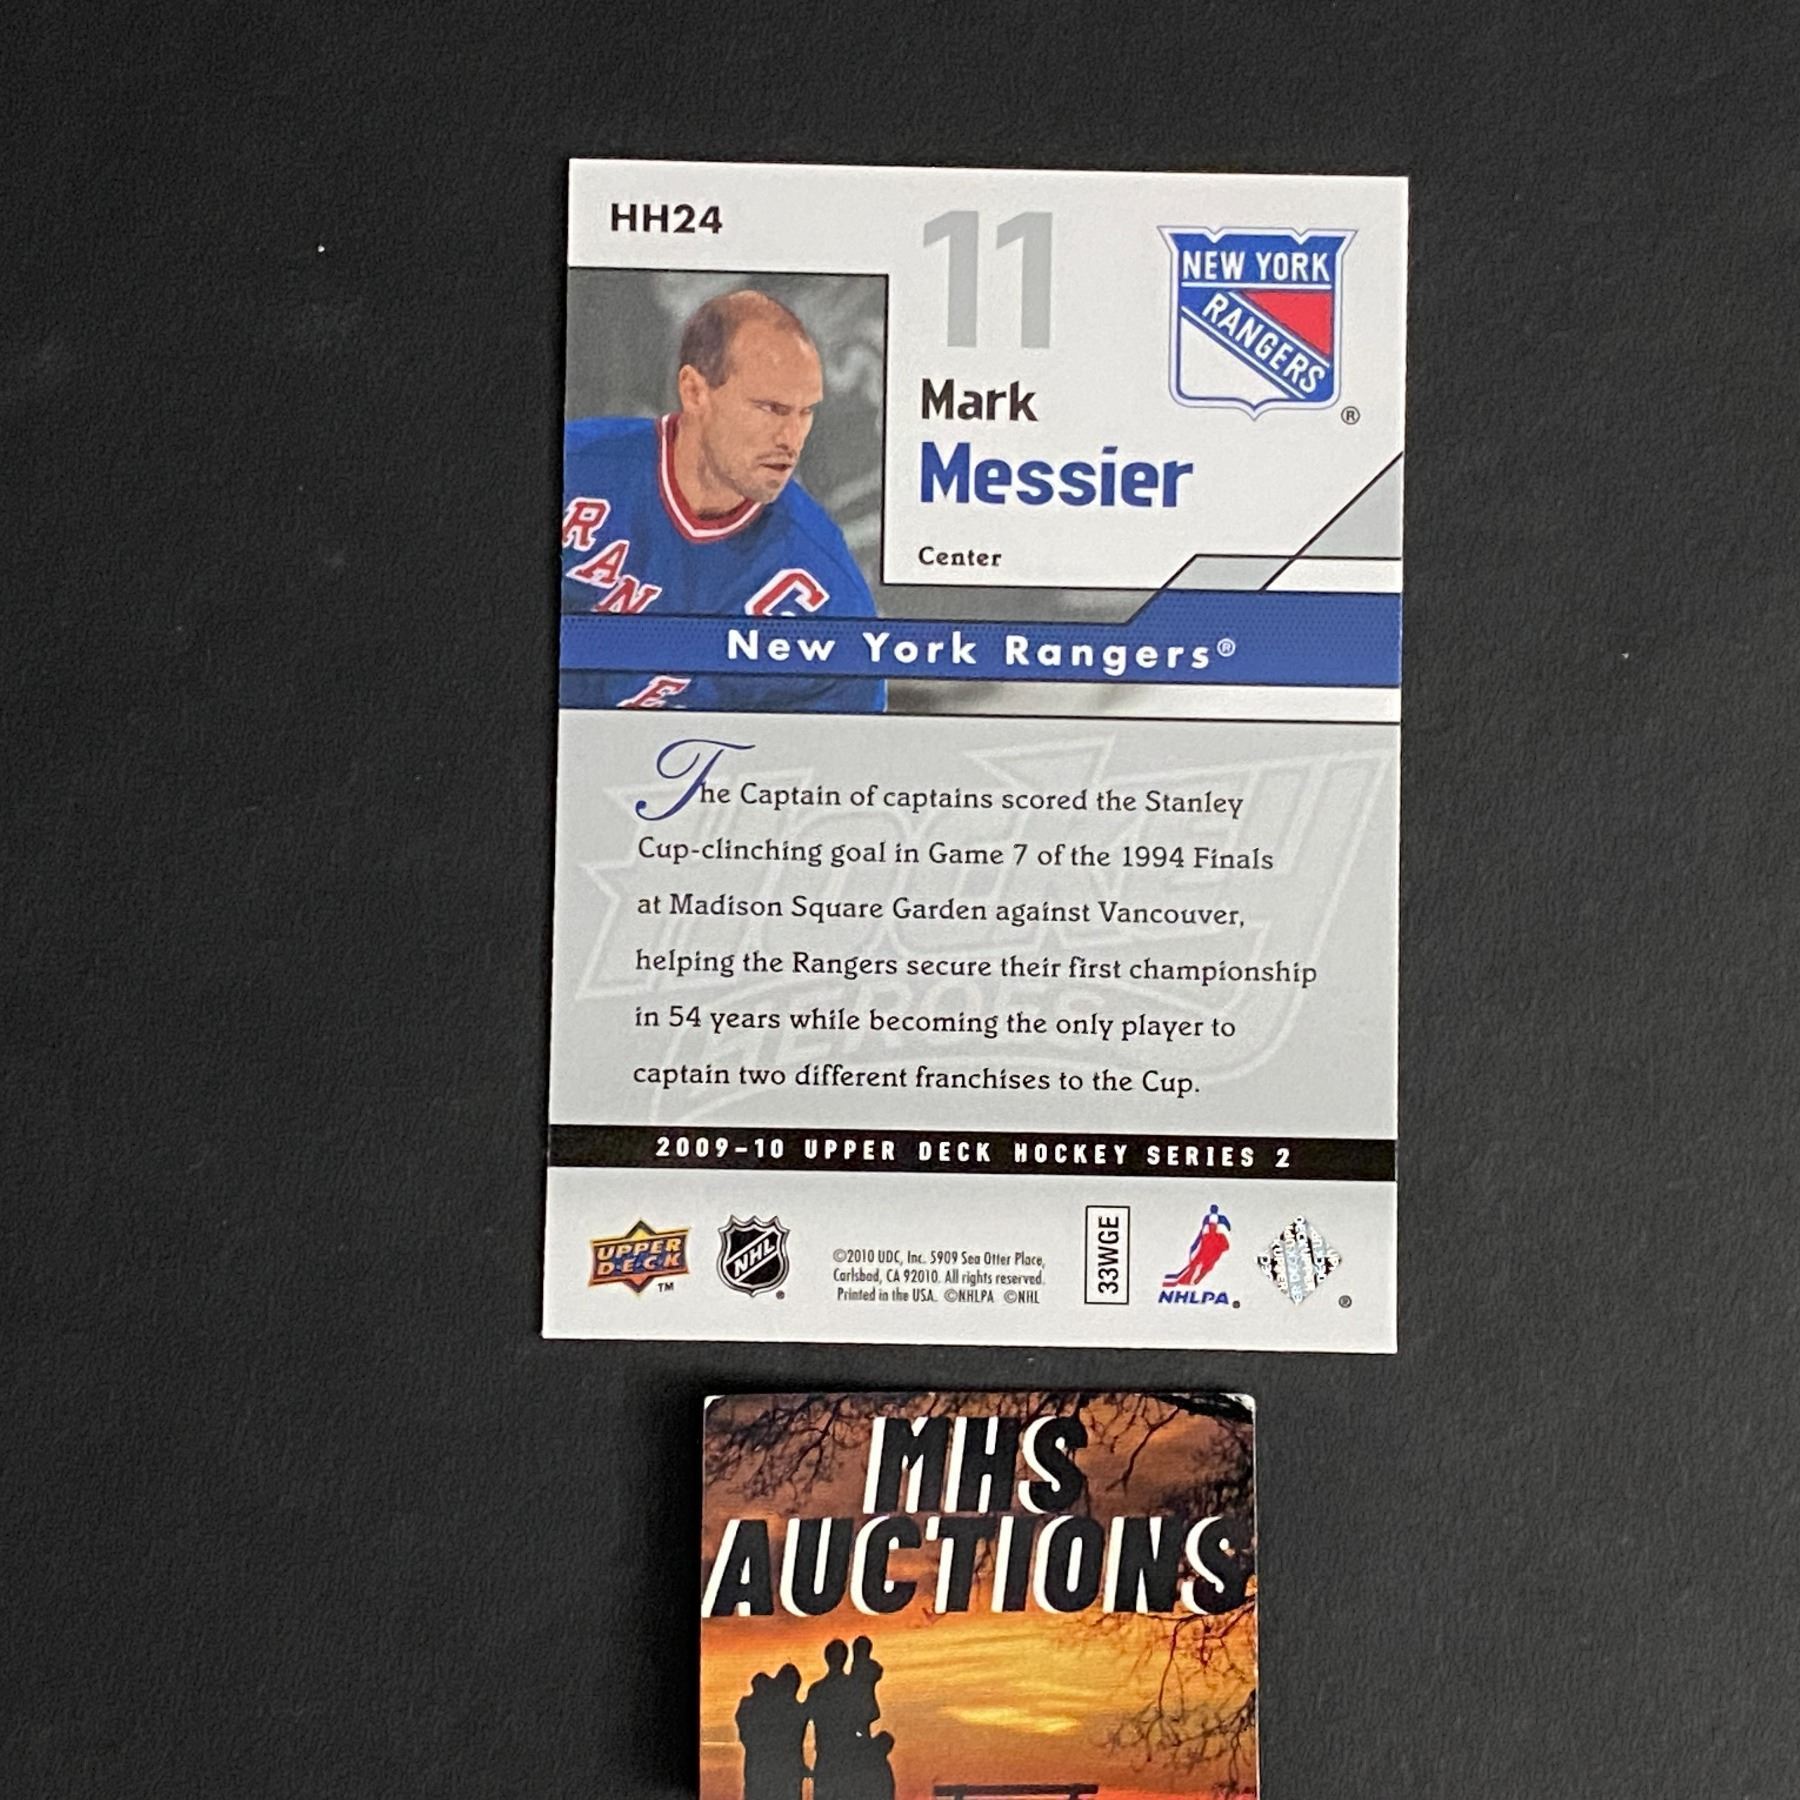 HH24
11
NEW YORK
RANGERS
®
Mark
Messier
Center
RAN
C
New York Rangers®
E
The Captain of captains scored the Stanley
Cup-clinching goal in Game 7 of the 1994 Finals
at Madison Square Garden against Vancouver,
helping the Rangers secure their first championship
in 54 years while becoming the only player to
captain two different franchises to the Cup.
HOCKEY
HEROES
2009-10 UPPER DECK HOCKEY SERIES 2
UPPER
DECK
TM
NHL
®
©2010 UDC, Inc. 5909 Sea Otter Place,
Carlsbad, CA 92010. All rights reserved.
Printed in the USA. ©NHLPA ©NHL
33WGE
NHLPA®
®
MHS
AUCTIONS